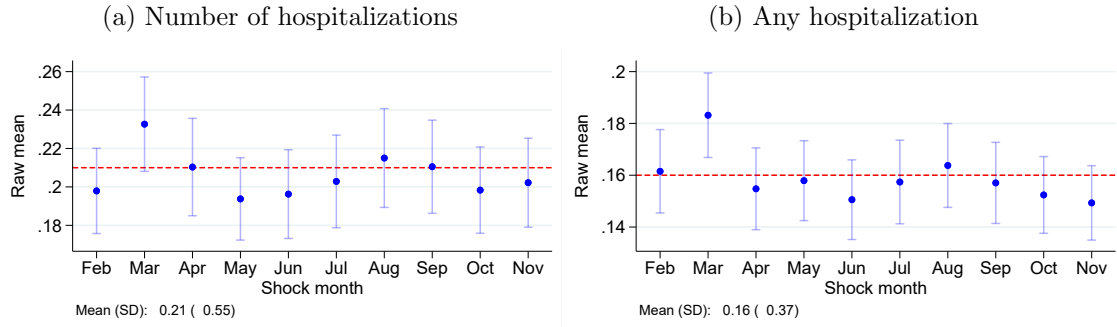 (a) Number of hospitalizations
.26
.24
.22
.2
.18
Raw mean
Feb Mar Apr May Jun Jul Aug Sep Oct Nov
Shock month
Mean (SD): 0.21 ( 0.55)
(b) Any hospitalization
.2
.18
.16
.14
Raw mean
Feb Mar Apr May Jun Jul Aug Sep Oct Nov
Shock month
Mean (SD): 0.16 ( 0.37)